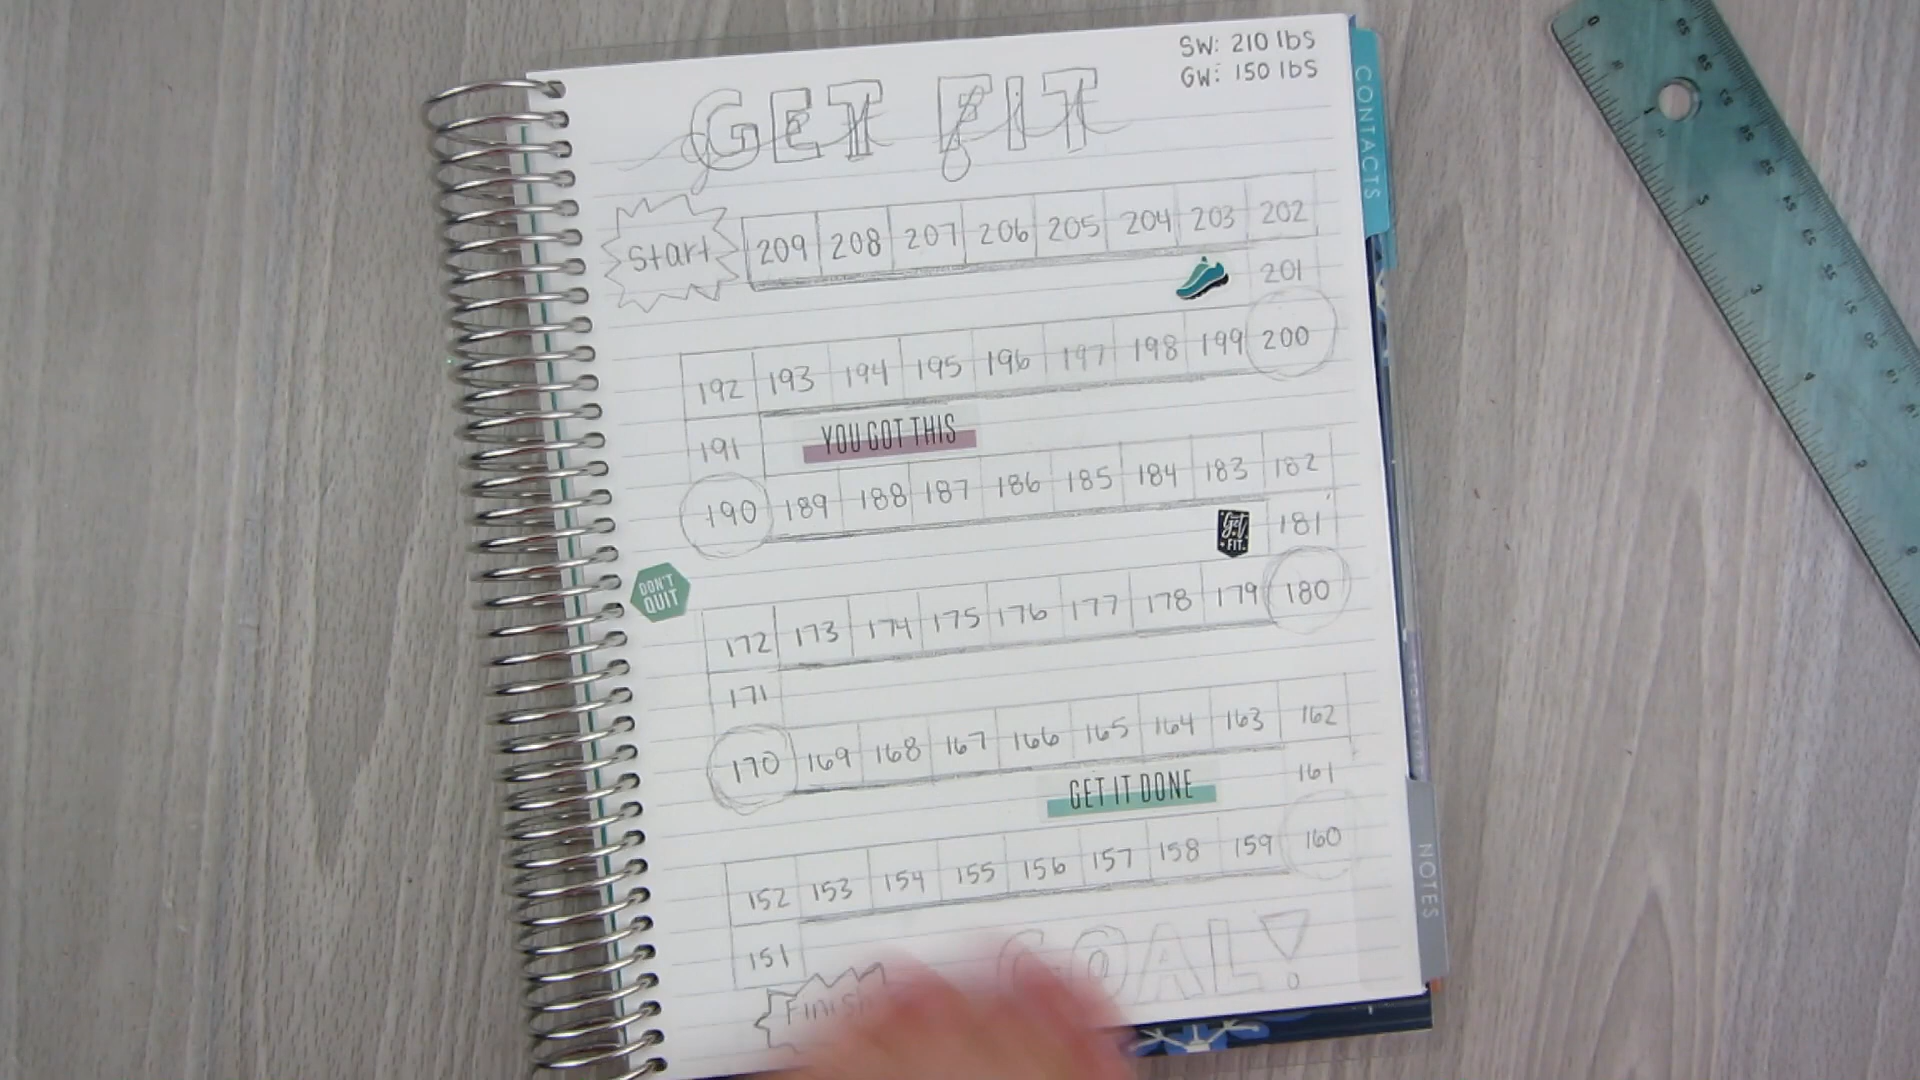 SW: 210 lbs
GW: 150 lbs
GET FIT
Start 209 208 207 206 205 204 203 202
201
192 193 194 195 196 197 198 199 200
191 YOU GOT THIS
190 189 188 187 186 185 184 183 182
get FIT. 181
DON'T QUIT
172 173 174 175 176 177 178 179 180
171
170 169 168 167 166 165 164 163 162
GET IT DONE 161
152 153 154 155 156 157 158 159 160
151 GOAL!
Finish
CONTACTS
NOTES